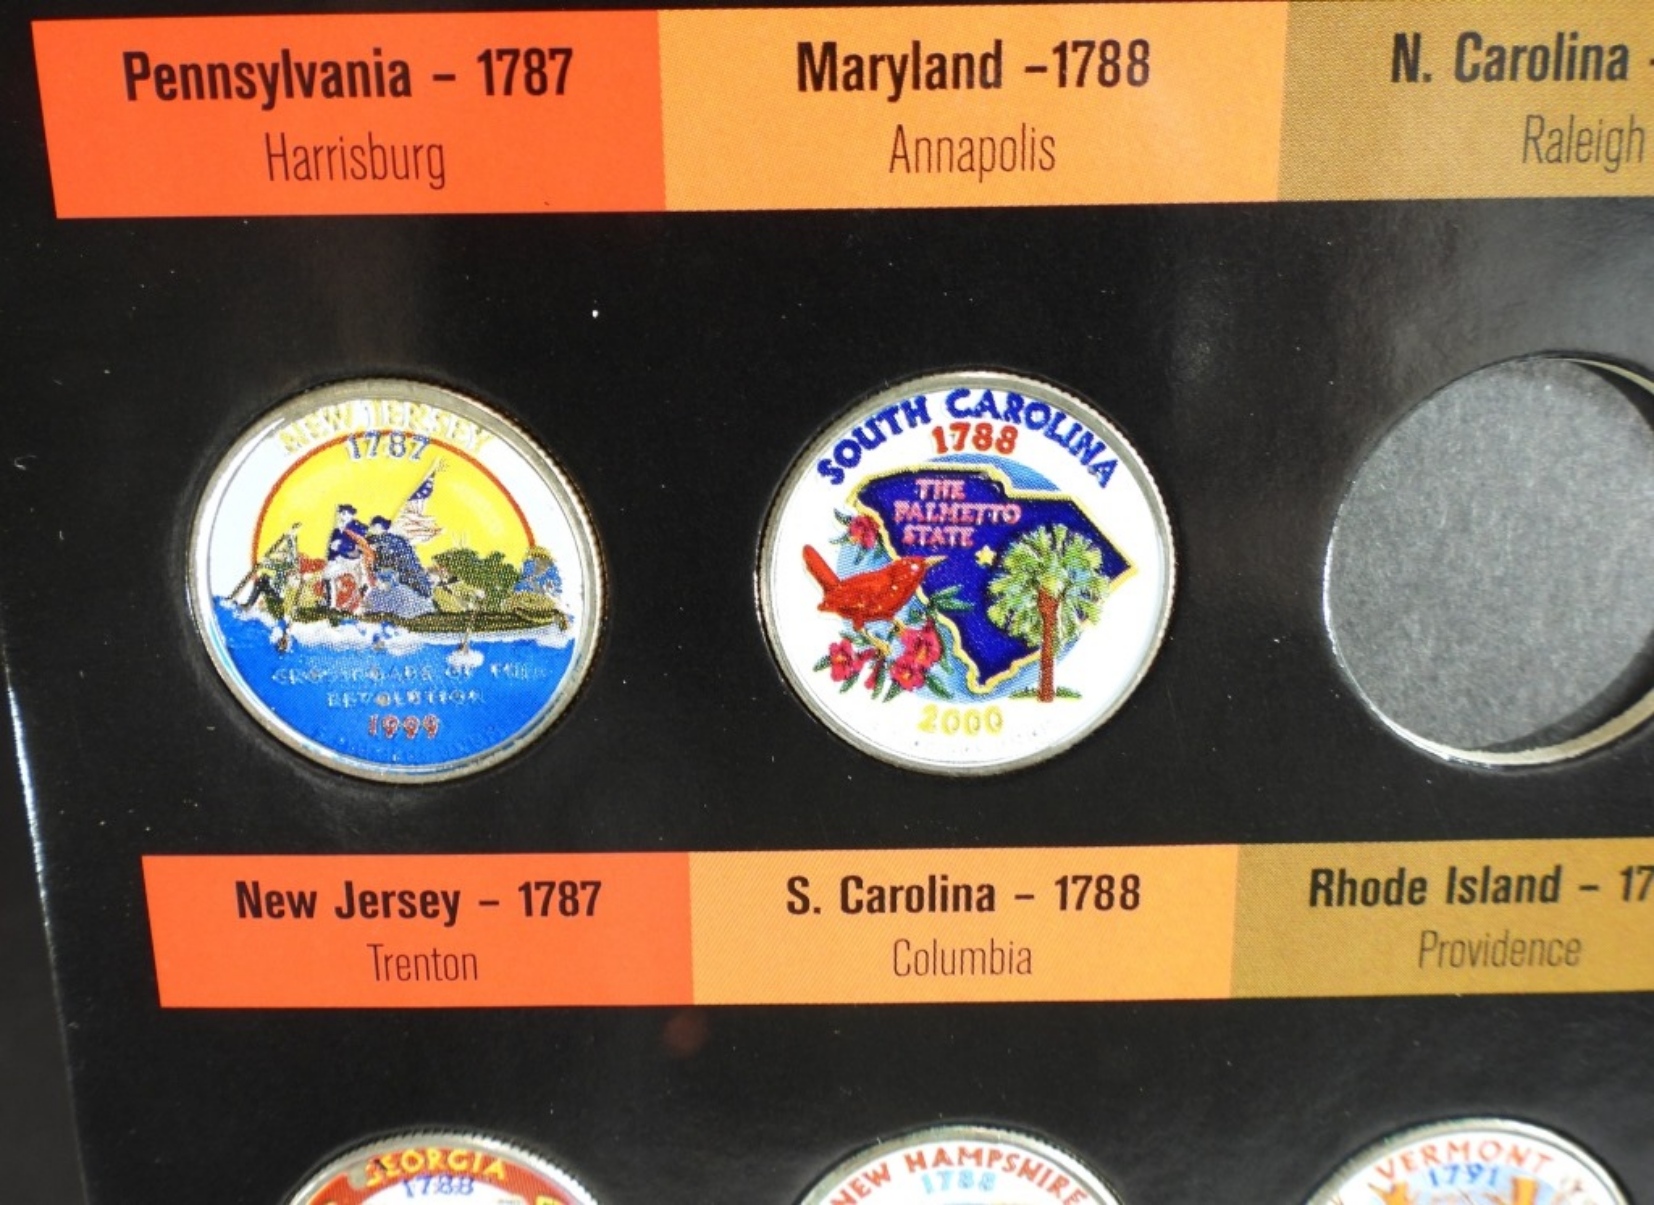 Pennsylvania – 1787
Harrisburg
Maryland –1788
Annapolis
N. Carolina -
Raleigh
NEW JERSEY
1787
CROSSROADS OF THE
REVOLUTION
1999
SOUTH CAROLINA
1788
THE
PALMETTO
STATE
2000
New Jersey – 1787
Trenton
S. Carolina – 1788
Columbia
Rhode Island – 17
Providence
GEORGIA
1788
NEW HAMPSHIRE
1788
VERMONT
1791